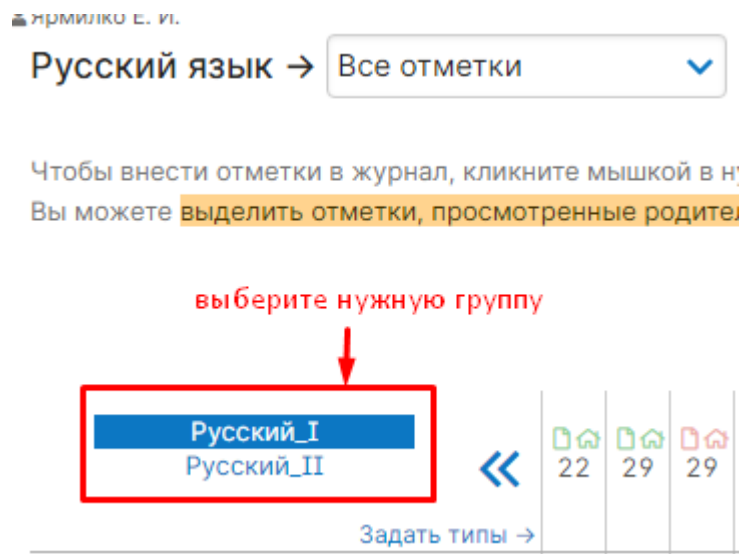 Ярмилко Е. И.
Русский язык → Все отметки
Чтобы внести отметки в журнал, кликните мышкой в
Вы можете выделить отметки, просмотренные
выберите нужную группу
Русский_I
Русский_II
22 29 29
Задать типы →